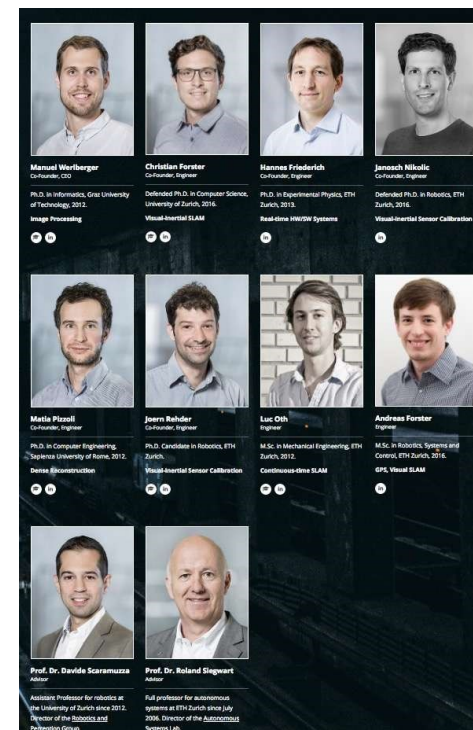 Manuel Werlberger
Co-Founder, CEO
Ph.D. in Informatics, Graz University
of Technology, 2012.
Image Processing
in
Christian Forster
Co-Founder, Engineer
Defended Ph.D. in Computer Science,
University of Zurich, 2016.
Visual-Inertial SLAM
in
Hannes Friederich
Co-Founder, Engineer
Ph.D. in Experimental Physics, ETH
Zurich, 2013.
Real-time HW/SW Systems
in
Janosch Nikolic
Co-Founder, Engineer
Defended Ph.D. in Robotics, ETH
Zurich, 2016.
Visual-Inertial Sensor Calibration
in
Matia Pizzoli
Co-Founder, Engineer
Ph.D. in Computer Engineering,
Sapienza University of Rome, 2012.
Dense Reconstruction
in
Joern Rehder
Co-Founder, Engineer
Ph.D. Candidate in Robotics, ETH
Zurich.
Visual-Inertial Sensor Calibration
in
Luc Oth
Engineer
M.Sc. in Mechanical Engineering, ETH
Zurich, 2012.
Continuous-time SLAM
in
Andreas Forster
Engineer
M.Sc. in Robotics, Systems and
Control, ETH Zurich, 2016.
GPS, Visual SLAM
in
Prof. Dr. Davide Scaramuzza
Advisor
Assistant Professor for robotics at
the University of Zurich since 2012.
Director of the Robotics and
Perception Group.
Prof. Dr. Roland Siegwart
Advisor
Full professor for autonomous
systems at ETH Zurich since July
2006. Director of the Autonomous
Systems Lab.